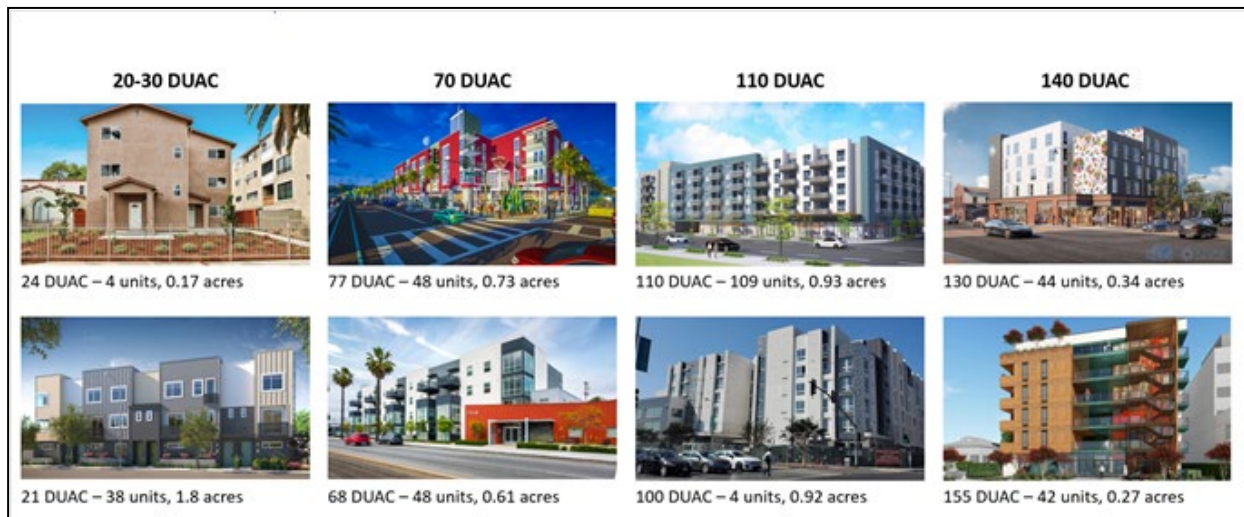 20-30 DUAC
70 DUAC
110 DUAC
140 DUAC
24 DUAC – 4 units, 0.17 acres
77 DUAC – 48 units, 0.73 acres
110 DUAC – 109 units, 0.93 acres
130 DUAC – 44 units, 0.34 acres
21 DUAC – 38 units, 1.8 acres
68 DUAC – 48 units, 0.61 acres
100 DUAC – 4 units, 0.92 acres
155 DUAC – 42 units, 0.27 acres